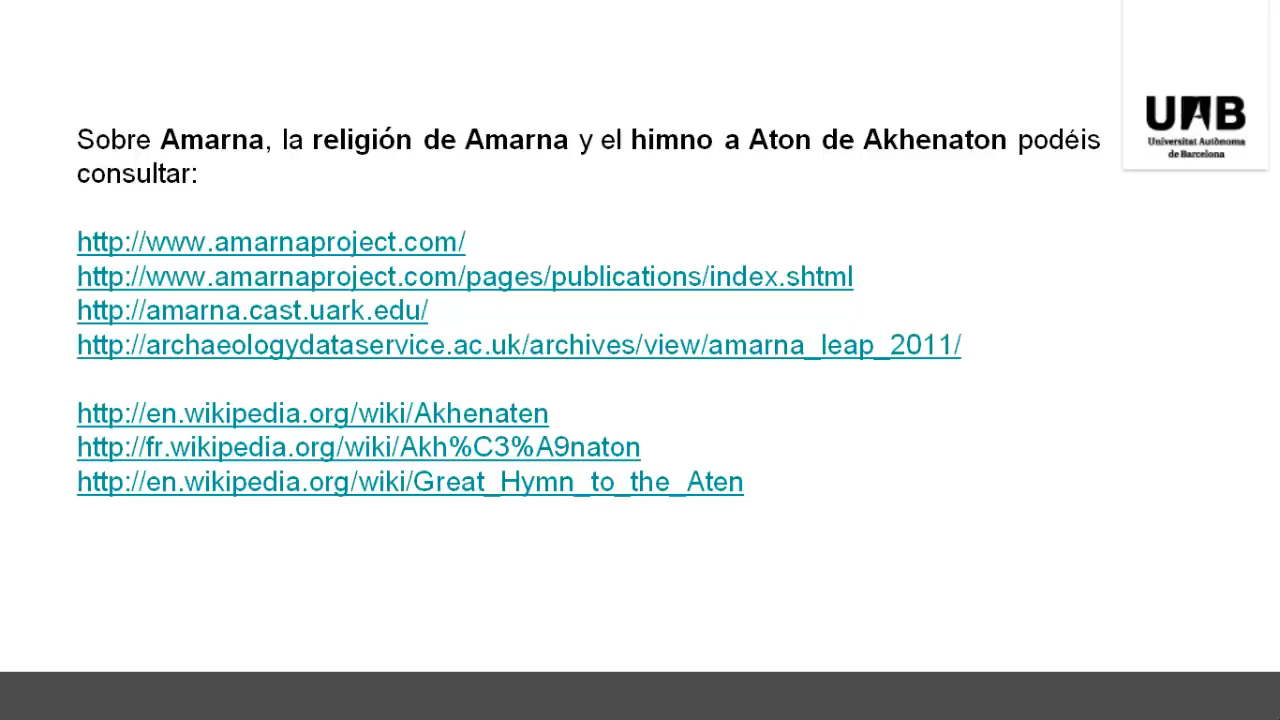 Sobre Amarna, la religión de Amarna y el himno a Aton de Akhenaton podéis
consultar:
http://www.amarnaproject.com/
http://www.amarnaproject.com/pages/publications/index.shtml
http://amarna.cast.uark.edu/
http://archaeologydataservice.ac.uk/archives/view/amarna_leap_2011/
http://en.wikipedia.org/wiki/Akhenaten
http://fr.wikipedia.org/wiki/Akh%C3%A9naton
http://en.wikipedia.org/wiki/Great_Hymn_to_the_Aten
UAB
Universitat Autònoma
de Barcelona